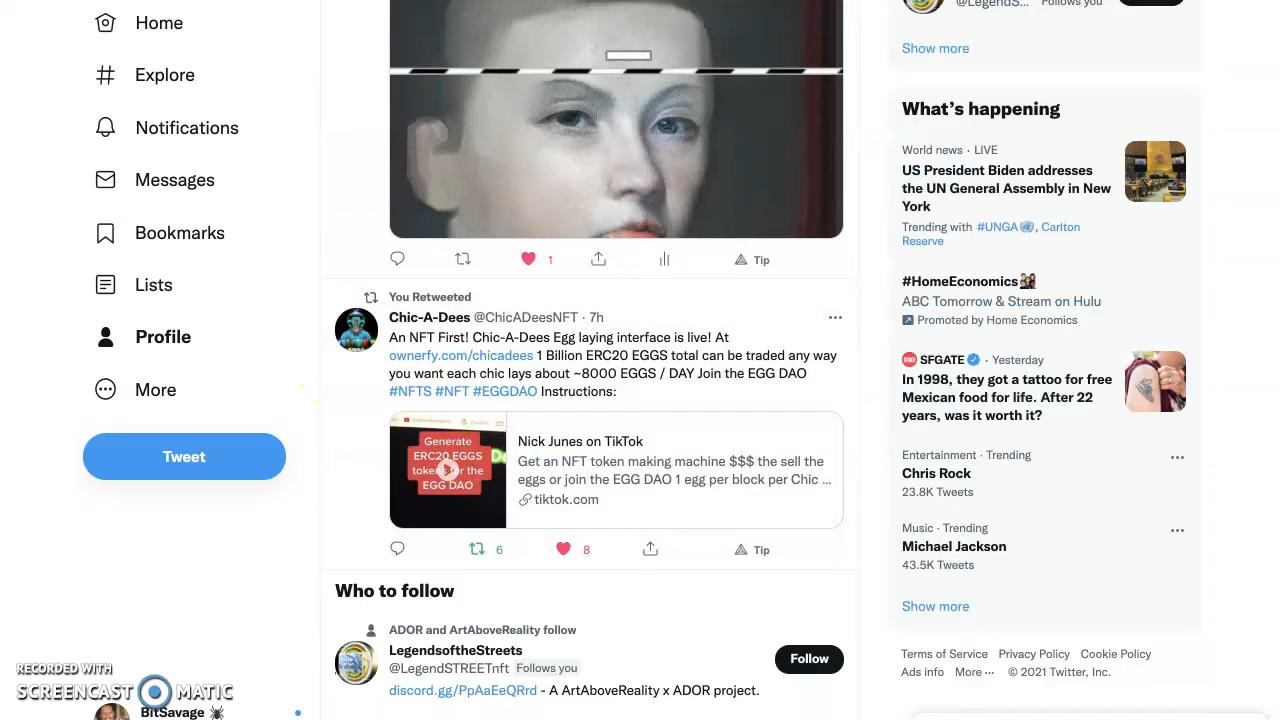 Home
Explore
Notifications
Messages
Bookmarks
Lists
Profile
More
Tweet
RECORDED WITH
SCREENCAST MATIC
BitSavage
1
Tip
You Retweeted
Chic-A-Dees @ChicADeesNFT · 7h
An NFT First! Chic-A-Dees Egg laying interface is live! At
ownerfy.com/chicadees 1 Billion ERC20 EGGS total can be traded any way
you want each chic lays about ~8000 EGGS / DAY Join the EGG DAO
#NFTS #NFT #EGGDAO Instructions:
Generate
ERC20 EGGS
tokens for the
EGG DAO
Nick Junes on TikTok
Get an NFT token making machine $$$ the sell the
eggs or join the EGG DAO 1 egg per block per Chic ...
tiktok.com
6
8
Tip
Who to follow
ADOR and ArtAboveReality follow
LegendsoftheStreets
@LegendSTREETnft Follows you
Follow
discord.gg/PpAaEeQRrd - A ArtAboveReality x ADOR project.
@LegendS... Follows you
Show more
What's happening
World news · LIVE
US President Biden addresses
the UN General Assembly in New
York
Trending with #UNGA, Carlton
Reserve
#HomeEconomics
ABC Tomorrow & Stream on Hulu
Promoted by Home Economics
SFGATE · Yesterday
In 1998, they got a tattoo for free
Mexican food for life. After 22
years, was it worth it?
Entertainment · Trending
Chris Rock
23.8K Tweets
Music · Trending
Michael Jackson
43.5K Tweets
Show more
Terms of Service Privacy Policy Cookie Policy
Ads info More ··· © 2021 Twitter, Inc.